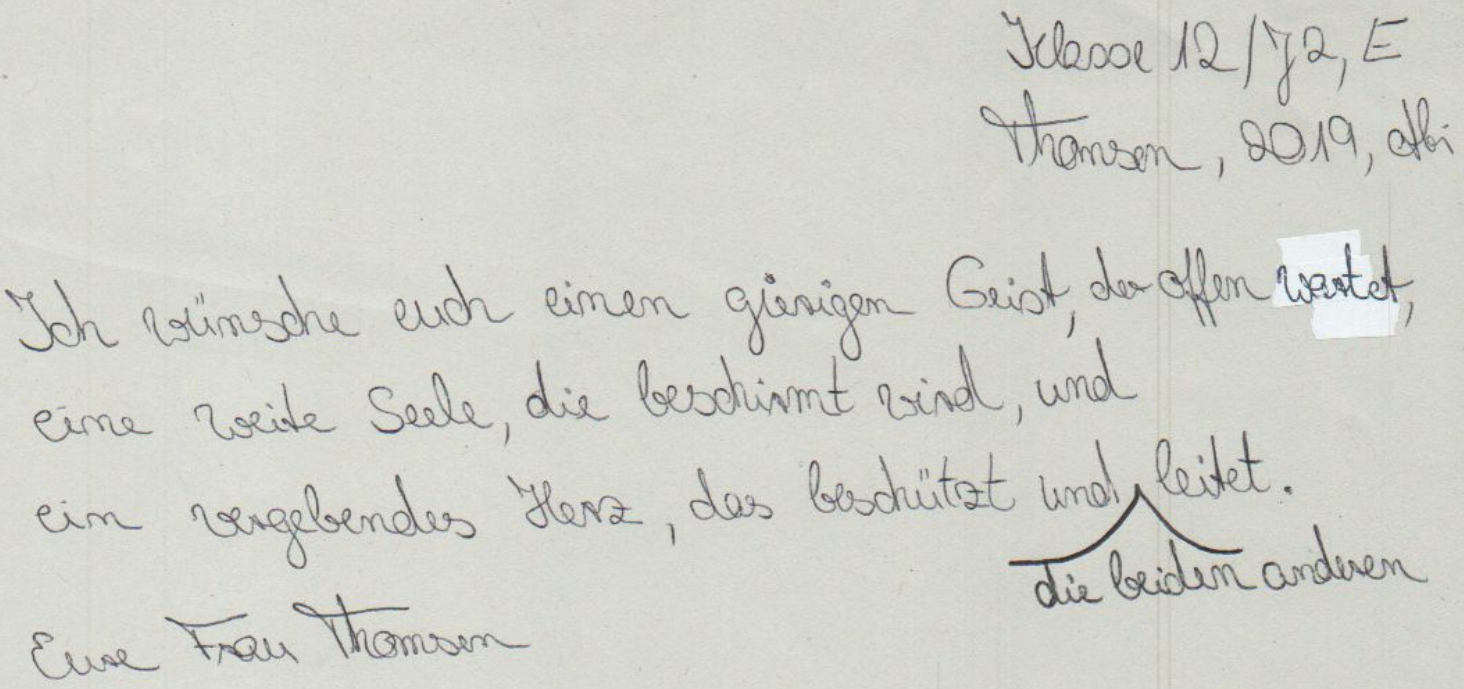 Klasse 12/J2, E
Thomsen, 2019, Abi
Ich wünsche euch einen gierigen Geist, der offen wartet,
eine weite Seele, die beschirmt wird, und
ein vergebendes Herz, das beschützt und leitet.
die beiden anderen
Eure Frau Thomsen